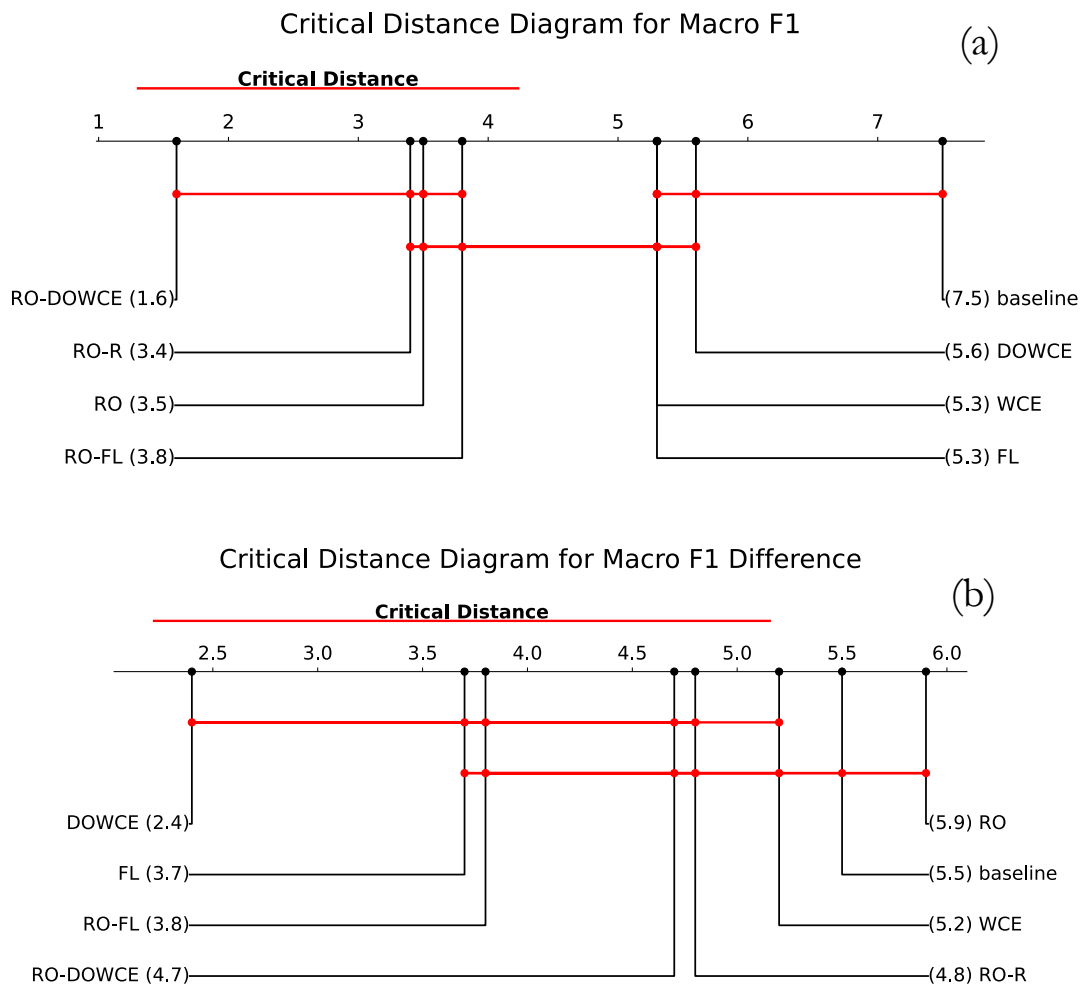 Critical Distance Diagram for Macro F1
(a)
Critical Distance
1 2 3 4 5 6 7
RO-DOWCE (1.6) (7.5) baseline
RO-R (3.4) (5.6) DOWCE
RO (3.5) (5.3) WCE
RO-FL (3.8) (5.3) FL
Critical Distance Diagram for Macro F1 Difference
(b)
Critical Distance
2.5 3.0 3.5 4.0 4.5 5.0 5.5 6.0
DOWCE (2.4) (5.9) RO
FL (3.7) (5.5) baseline
RO-FL (3.8) (5.2) WCE
RO-DOWCE (4.7) (4.8) RO-R